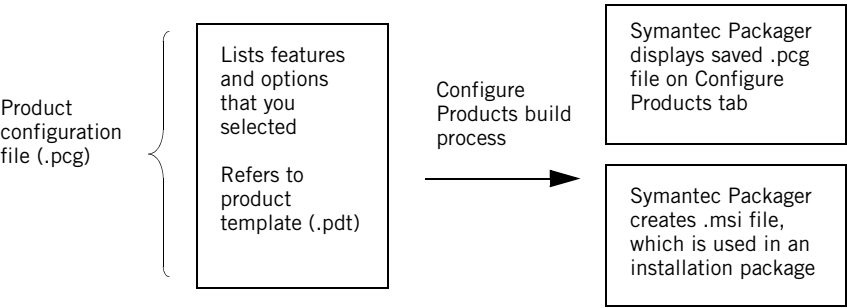 Product
configuration
file (.pcg)
Lists features
and options
that you
selected
Refers to
product
template (.pdt)
Configure
Products build
process
Symantec Packager
displays saved .pcg
file on Configure
Products tab
Symantec Packager
creates .msi file,
which is used in an
installation package